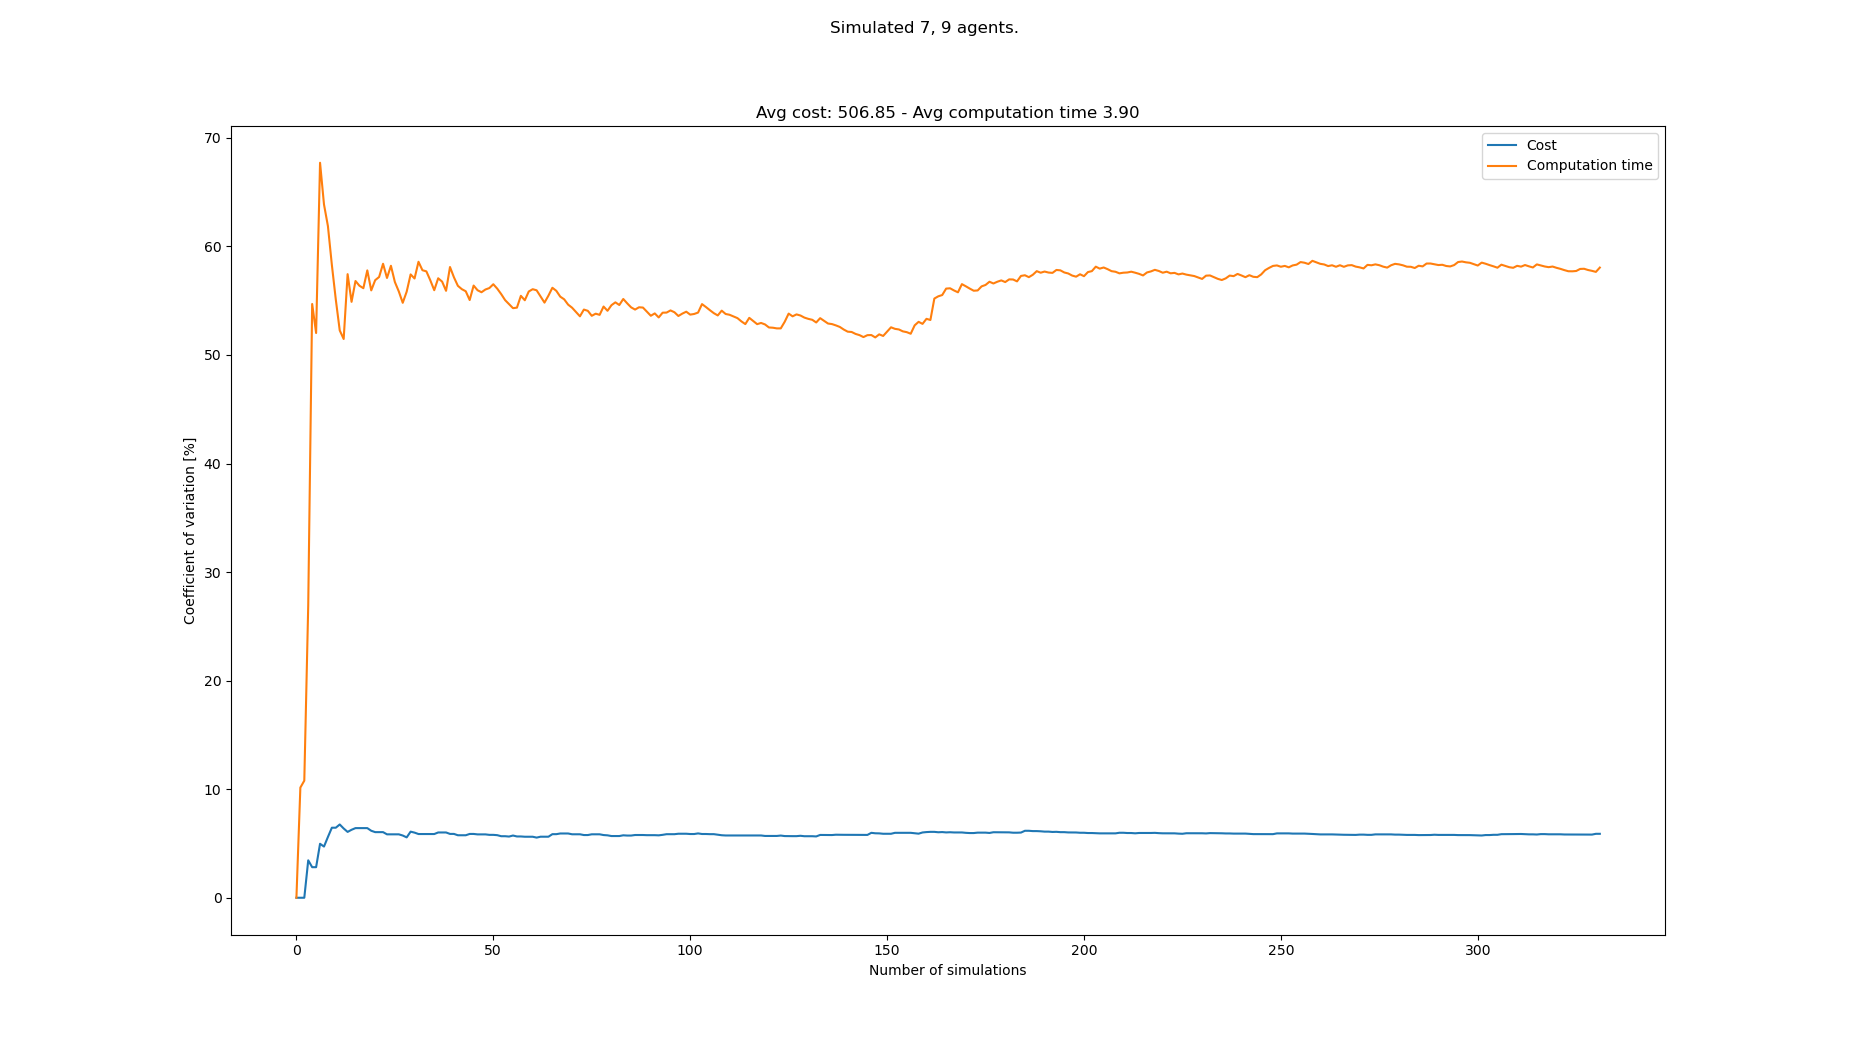 Simulated 7, 9 agents.
Avg cost: 506.85 - Avg computation time 3.90
Cost
Computation time
Coefficient of variation [%]
70
60
50
40
30
20
10
0
0 50 100 150 200 250 300
Number of simulations